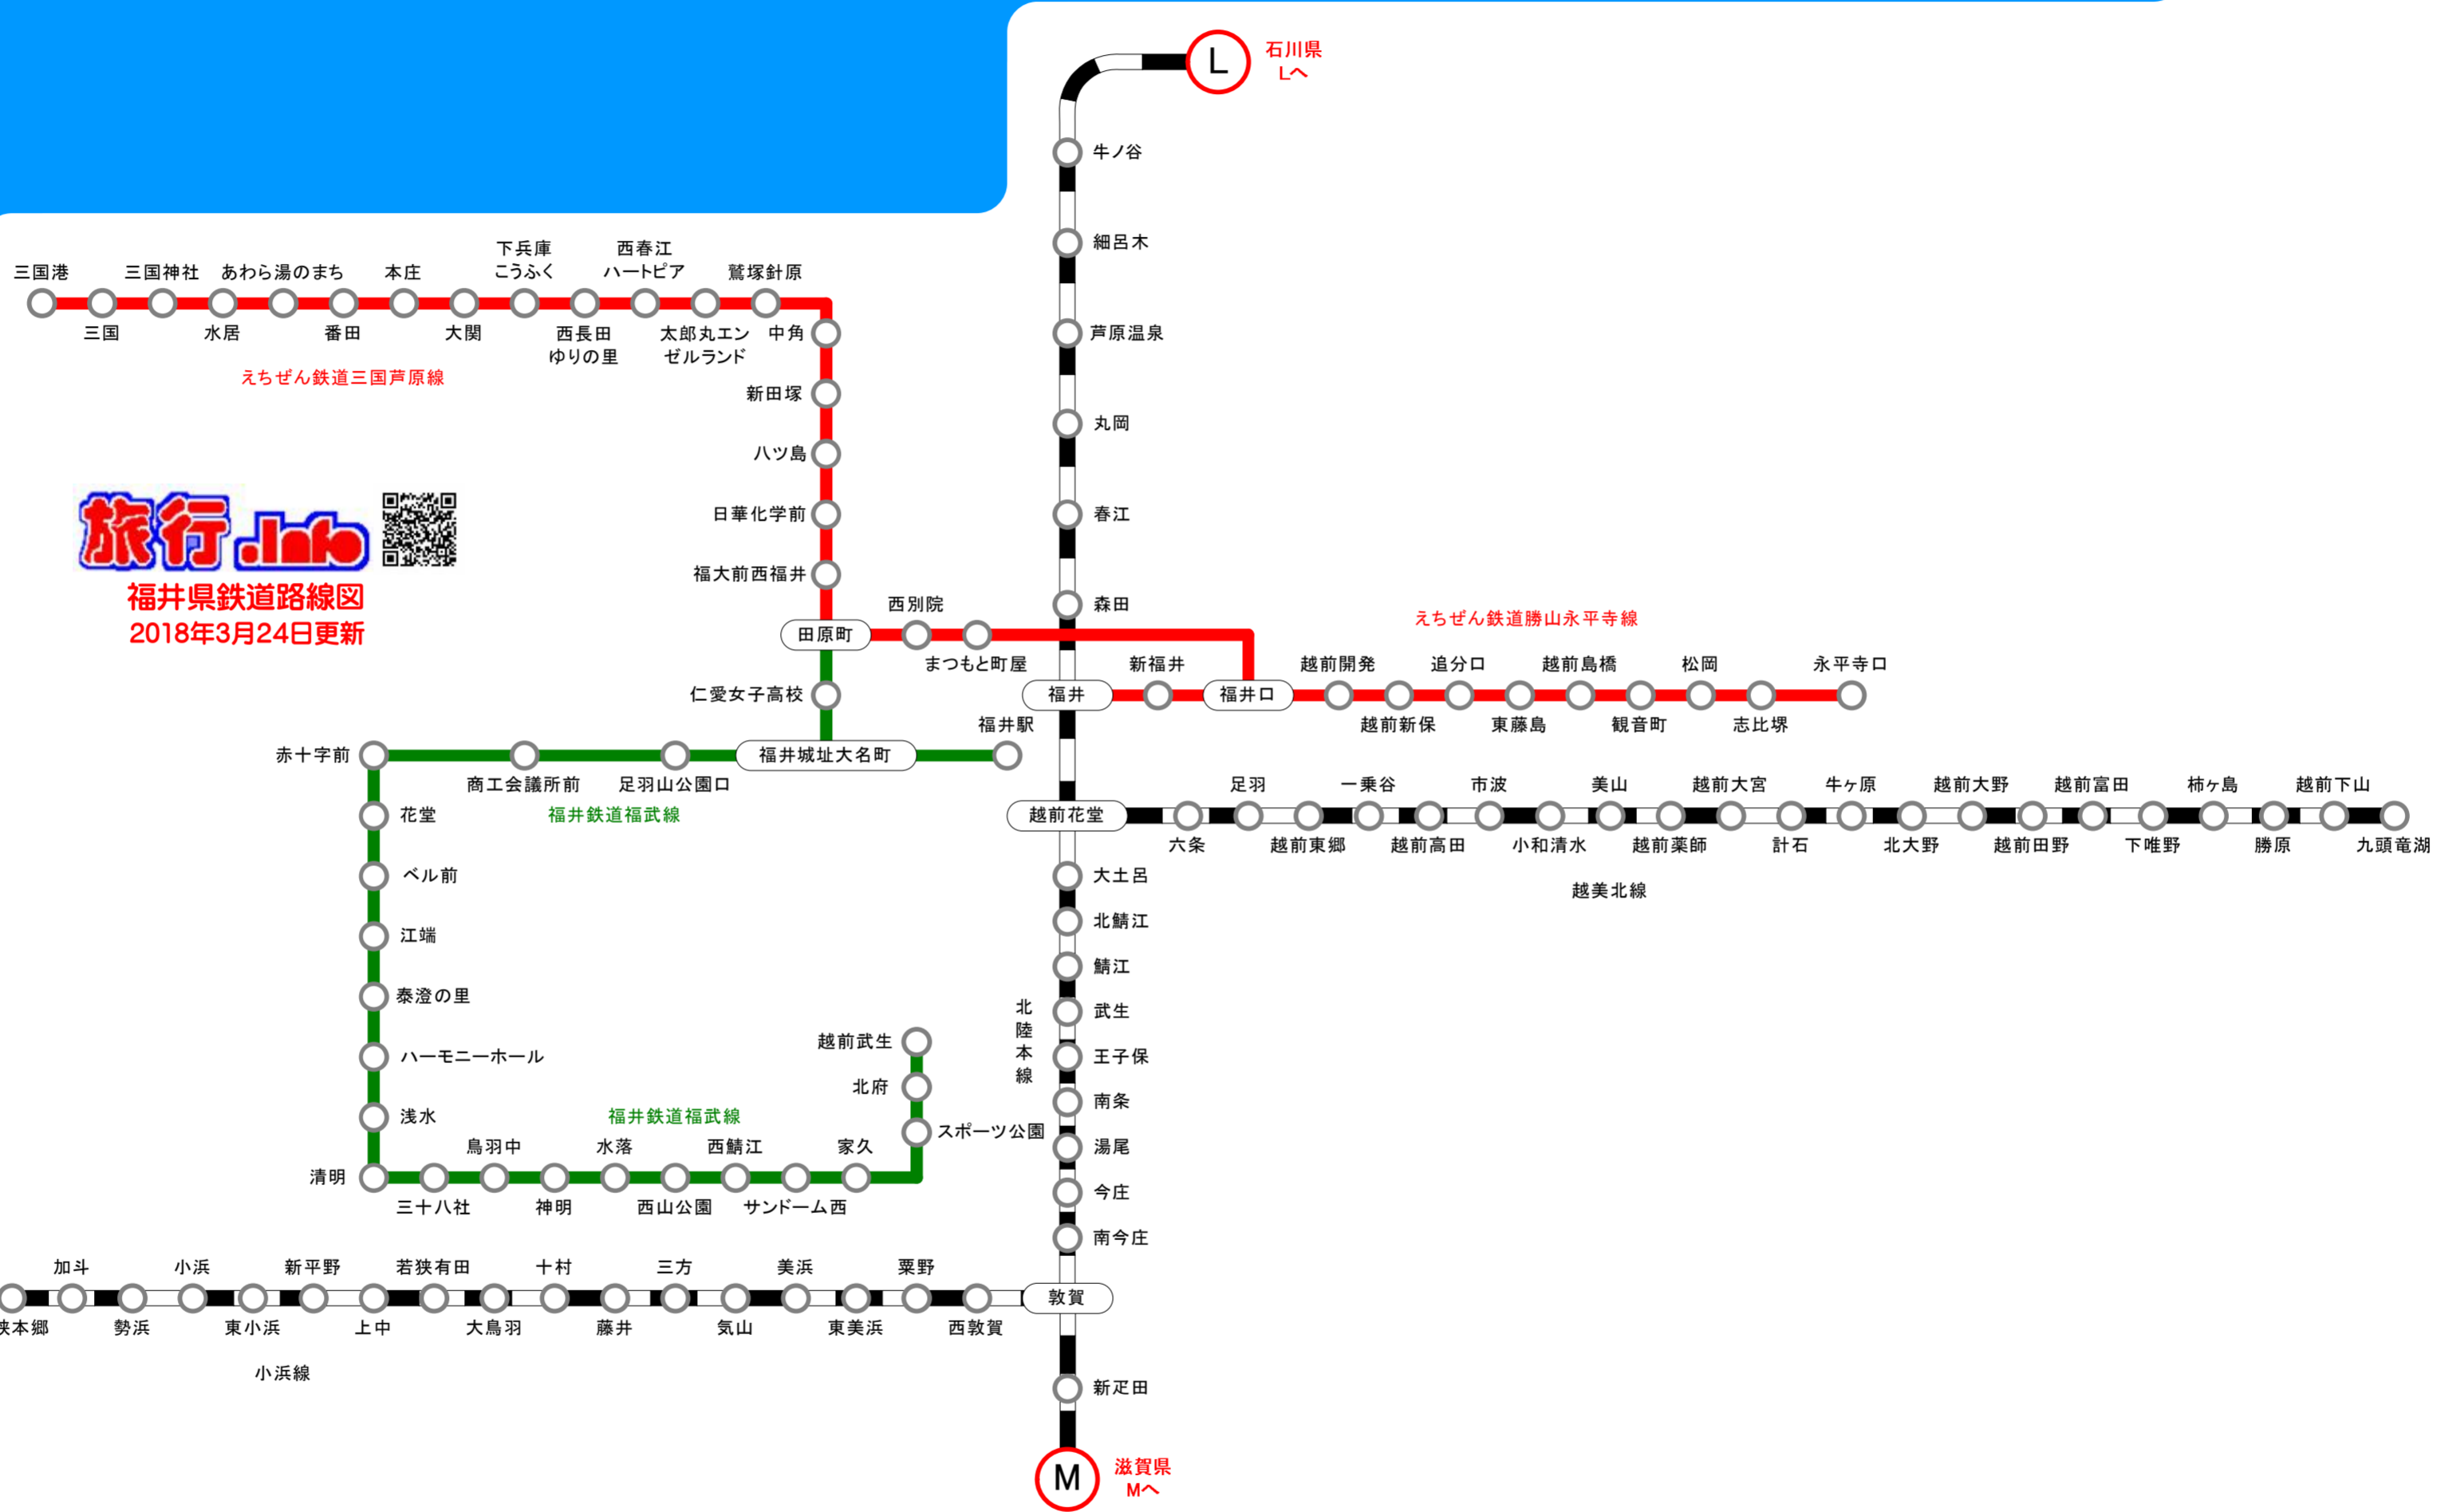 L
石川県
Lへ
牛ノ谷
細呂木
芦原温泉
丸岡
春江
森田
三国港
三国神社
あわら湯のまち
本庄
下兵庫
こうふく
西春江
ハートピア
鷲塚針原
三国
水居
番田
大関
西長田
ゆりの里
太郎丸エン
ゼルランド
中角
えちぜん鉄道三国芦原線
新田塚
八ツ島
日華化学前
福大前西福井
旅行.Info
福井県鉄道路線図
2018年3月24日更新
田原町
西別院
まつもと町屋
えちぜん鉄道勝山永平寺線
福井
新福井
福井口
越前開発
追分口
越前島橋
松岡
永平寺口
越前新保
東藤島
観音町
志比堺
仁愛女子高校
福井駅
赤十字前
商工会議所前
足羽山公園口
福井城址大名町
福井鉄道福武線
花堂
ベル前
江端
泰澄の里
ハーモニーホール
浅水
清明
越前花堂
足羽
一乗谷
市波
美山
越前大宮
牛ヶ原
越前大野
越前富田
柿ヶ島
越前下山
六条
越前東郷
越前高田
小和清水
越前薬師
計石
北大野
越前田野
下唯野
勝原
九頭竜湖
越美北線
大土呂
北鯖江
鯖江
武生
王子保
南条
湯尾
今庄
南今庄
北陸本線
越前武生
北府
スポーツ公園
福井鉄道福武線
鳥羽中
水落
西鯖江
家久
三十八社
神明
西山公園
サンドーム西
加斗
小浜
新平野
若狭有田
十村
三方
美浜
粟野
敦賀
狭本郷
勢浜
東小浜
上中
大鳥羽
藤井
気山
東美浜
西敦賀
小浜線
新疋田
M
滋賀県
Mへ